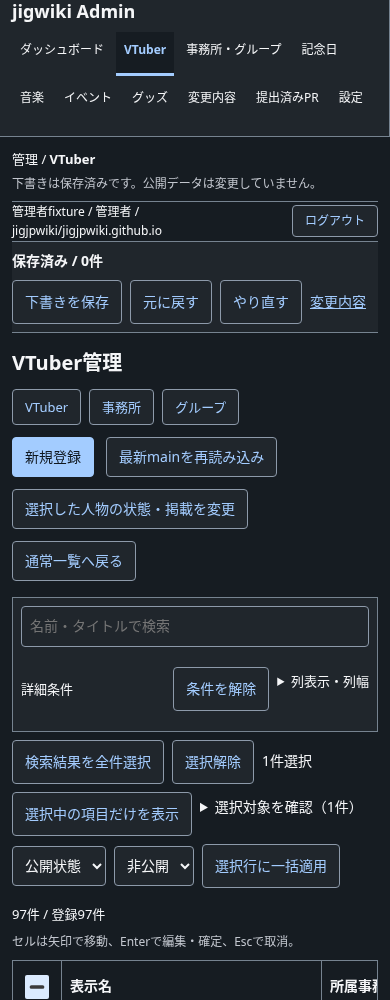 jigwiki Admin
ダッシュボード VTuber 事務所・グループ 記念日
音楽 イベント グッズ 変更内容 提出済みPR 設定
管理 / VTuber
下書きは保存済みです。公開データは変更していません。
管理者fixture / 管理者 /
jigjpwiki/jigjpwiki.github.io
ログアウト
保存済み / 0件
下書きを保存 元に戻す やり直す 変更内容
VTuber管理
VTuber 事務所 グループ
新規登録 最新mainを再読み込み
選択した人物の状態・掲載を変更
通常一覧へ戻る
名前・タイトルで検索
詳細条件 条件を解除 ▶ 列表示・列幅
検索結果を全件選択 選択解除 1件選択
選択中の項目だけを表示 ▶ 選択対象を確認（1件）
公開状態 非公開 選択行に一括適用
97件 / 登録97件
セルは矢印で移動、Enterで編集・確定、Escで取消。
表示名 所属事務